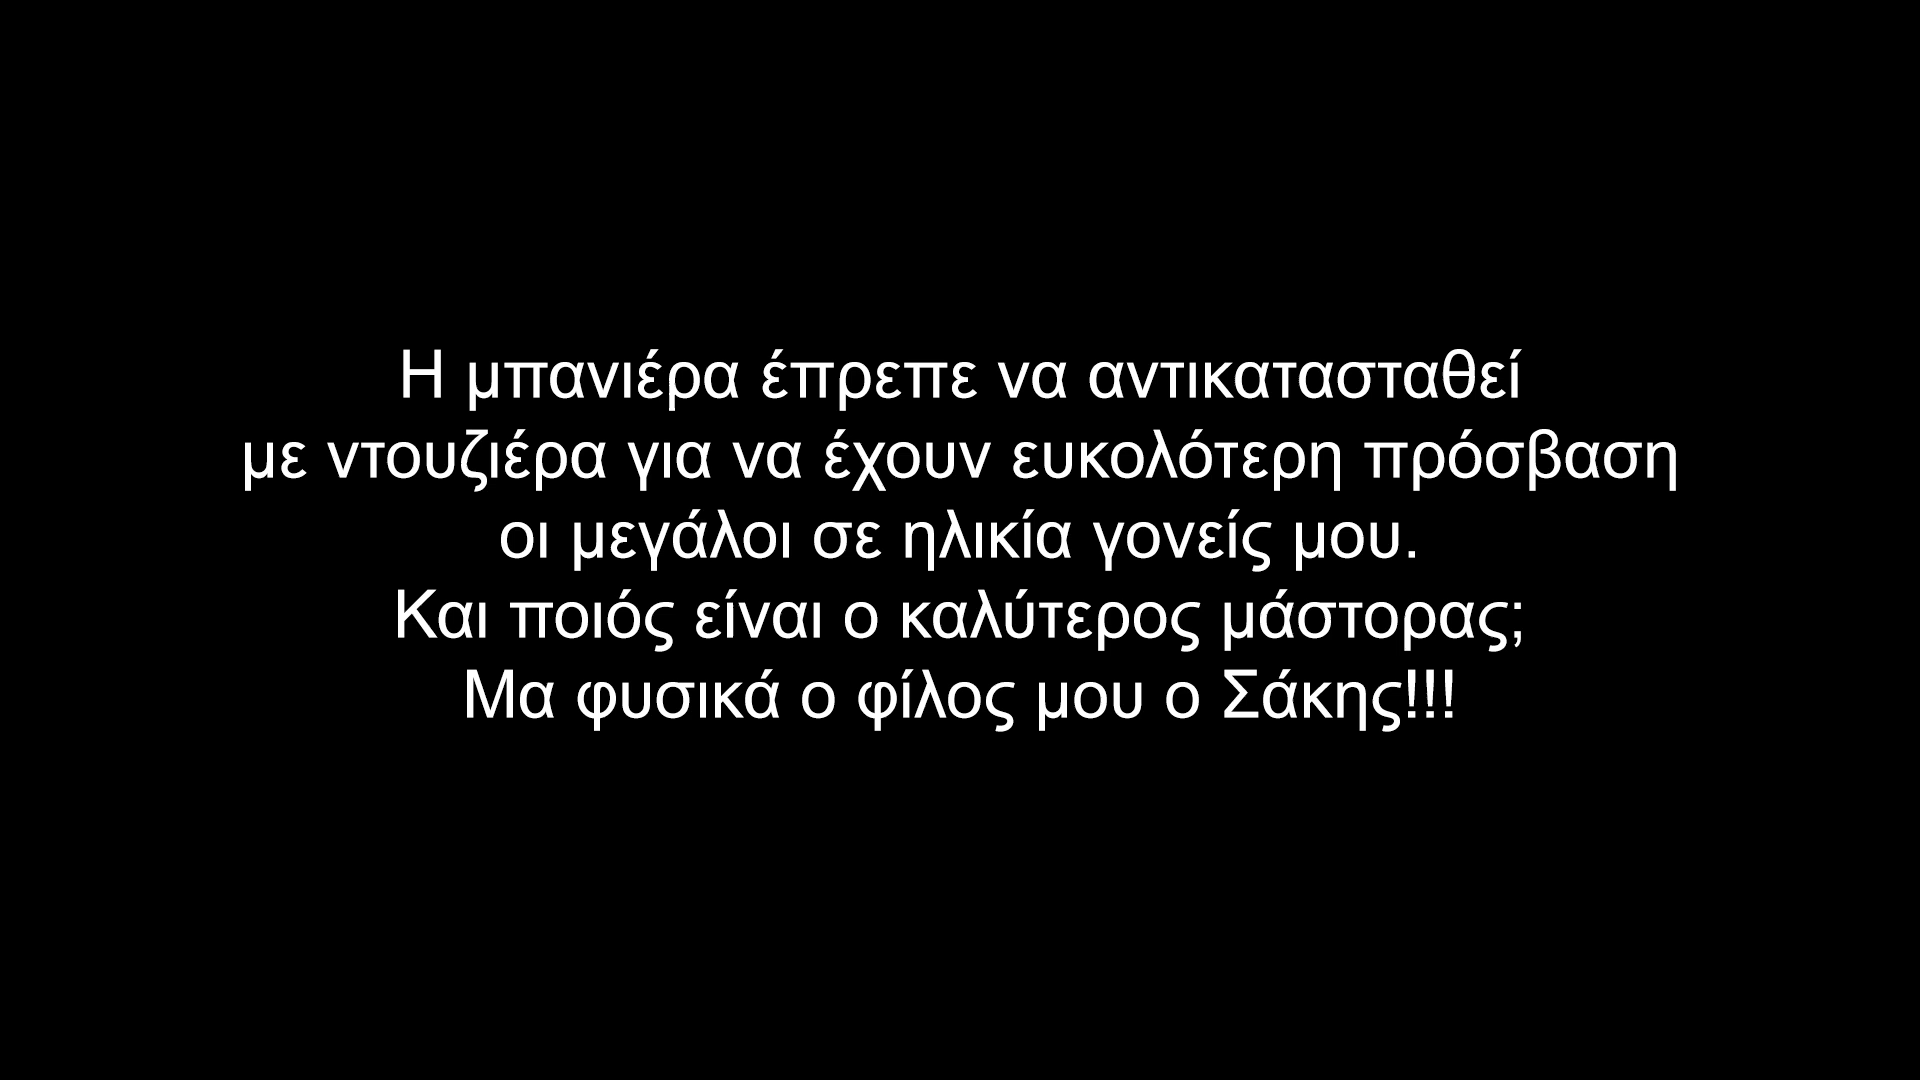 Η μπανιέρα έπρεπε να αντικατασταθεί
με ντουζιέρα για να έχουν ευκολότερη πρόσβαση
οι μεγάλοι σε ηλικία γονείς μου.
Και ποιός είναι ο καλύτερος μάστορας;
Μα φυσικά ο φίλος μου ο Σάκης!!!